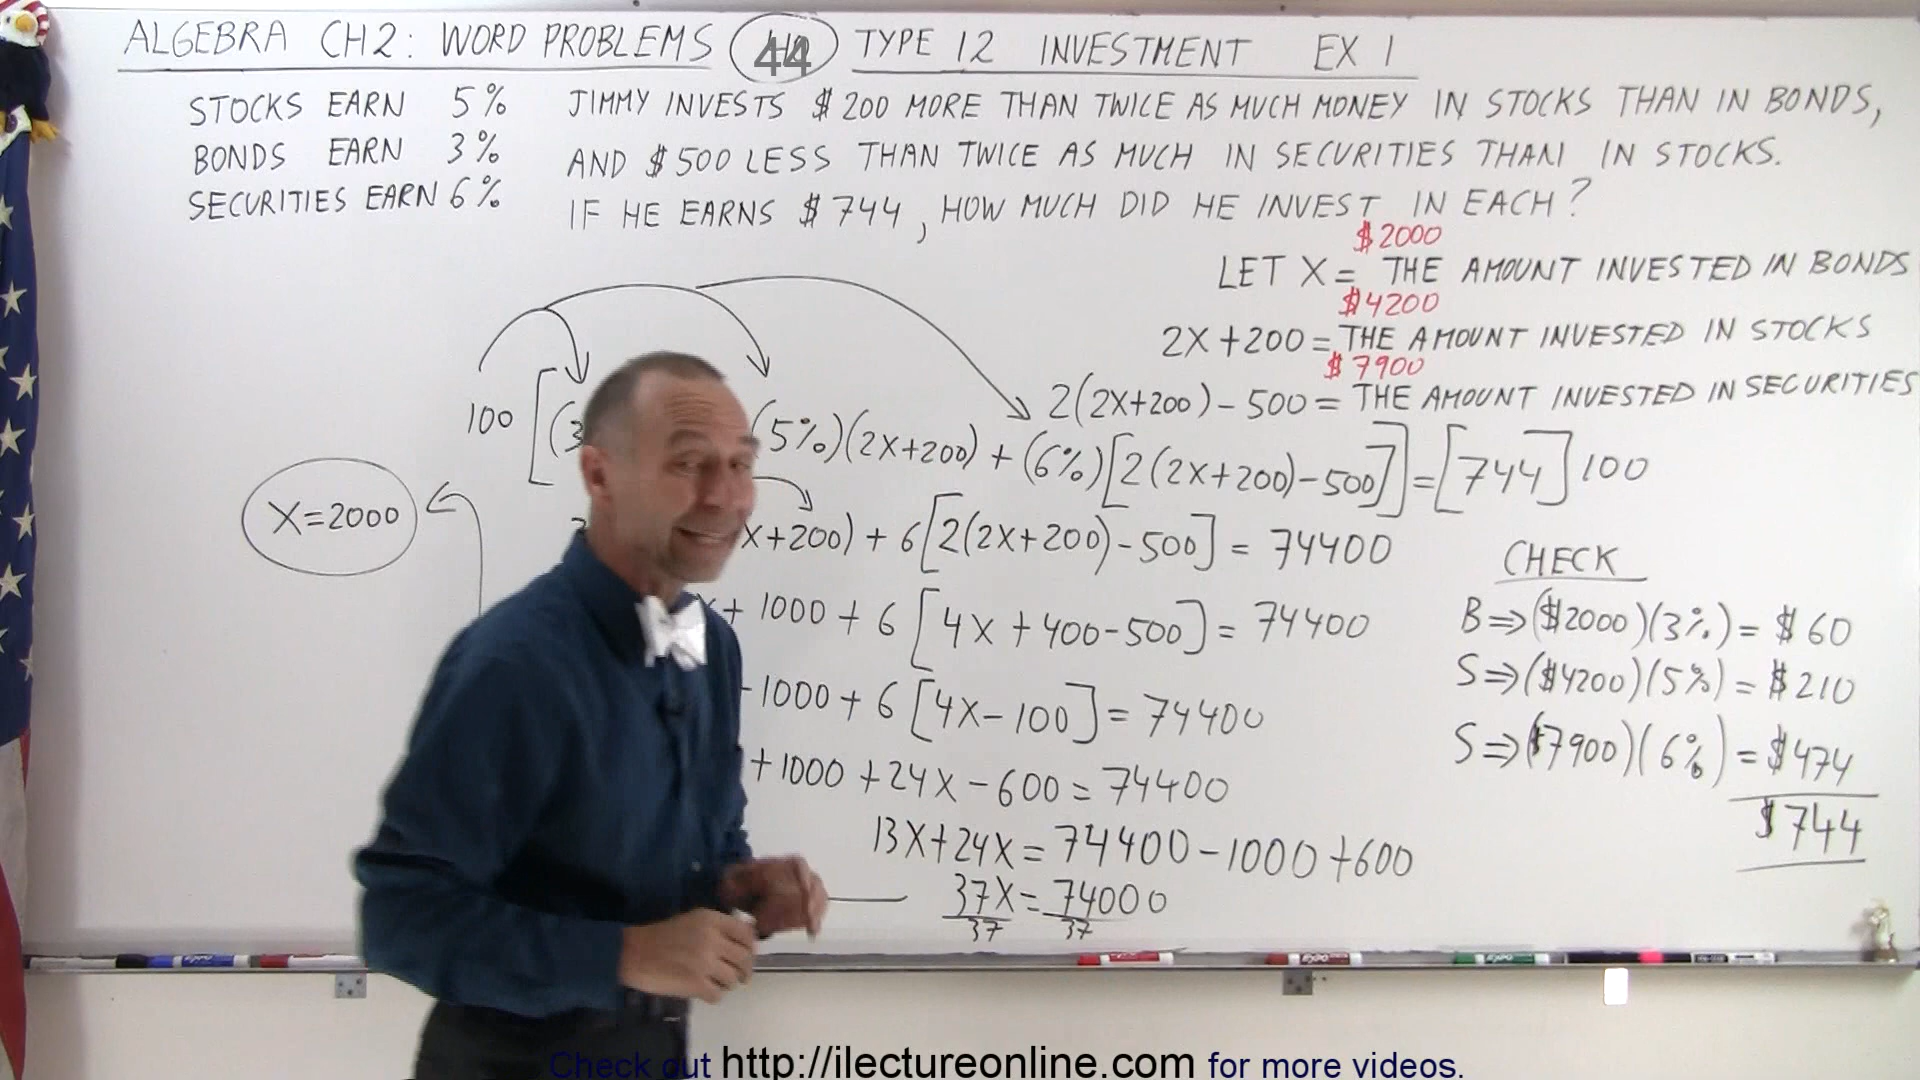 ALGEBRA CH2: WORD PROBLEMS 44 TYPE 12 INVESTMENT EX 1
STOCKS EARN 5%
BONDS EARN 3%
SECURITIES EARN 6%
JIMMY INVESTS $200 MORE THAN TWICE AS MUCH MONEY IN STOCKS THAN IN BONDS,
AND $500 LESS THAN TWICE AS MUCH IN SECURITIES THAN IN STOCKS.
IF HE EARNS $744, HOW MUCH DID HE INVEST IN EACH?
$2000
LET X = THE AMOUNT INVESTED IN BONDS
$4200
2X+200 = THE AMOUNT INVESTED IN STOCKS
$7900
2(2X+200)-500 = THE AMOUNT INVESTED IN SECURITIES
100 [(3 (5%)(2X+200) + (6%)[2(2X+200)-500]] = [744]100
X+200) + 6[2(2X+200)-500] = 74400
+ 1000 + 6[4X+400-500] = 74400
1000 + 6[4X-100] = 74400
+1000 + 24X - 600 = 74400
13X+24X = 74400-1000+600
37X = 74000
37 37
X=2000
CHECK
B⇒($2000)(3%) = $60
S⇒($4200)(5%) = $210
S⇒($7900)(6%) = $474
$744
Check out http://ilectureonline.com for more videos.